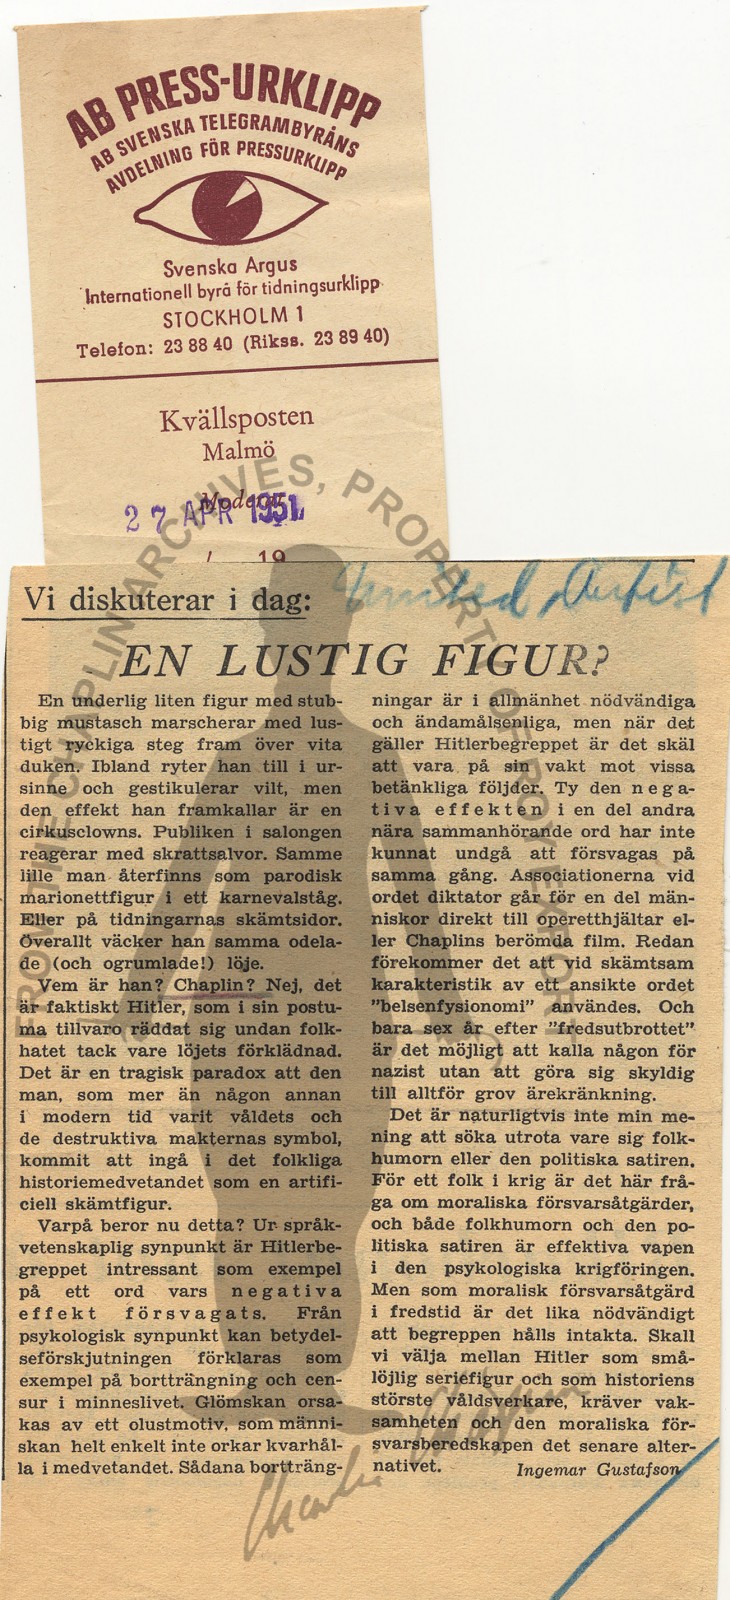 AB PRESS-URKLIPP
AB SVENSKA TELEGRAMBYRÅNS
AVDELNING FÖR PRESSURKLIPP
Svenska Argus
Internationell byrå för tidningsurklipp
STOCKHOLM 1
Telefon: 23 88 40 (Rikss. 23 89 40)
Kvällsposten
Malmö
Moderat
27 APR 1951
/ 19
FROM THE CHAPLIN ARCHIVES, PROPERTY OF ROY EXPORT
United Artist
Vi diskuterar i dag:
EN LUSTIG FIGUR?
En underlig liten figur med stub-
big mustasch marscherar med lus-
tigt ryckiga steg fram över vita
duken. Ibland ryter han till i ur-
sinne och gestikulerar vilt, men
den effekt han framkallar är en
cirkusclowns. Publiken i salongen
reagerar med skrattsalvor. Samme
lille man återfinns som parodisk
marionettfigur i ett karnevalståg.
Eller på tidningarnas skämtsidor.
Överallt väcker han samma odela-
de (och ogrumlade!) löje.
Vem är han? Chaplin? Nej, det
är faktiskt Hitler, som i sin postu-
ma tillvaro räddat sig undan folk-
hatet tack vare löjets förklädnad.
Det är en tragisk paradox att den
man, som mer än någon annan
i modern tid varit våldets och
de destruktiva makternas symbol,
kommit att ingå i det folkliga
historiemedvetandet som en artifi-
ciell skämtfigur.
Varpå beror nu detta? Ur språk-
vetenskaplig synpunkt är Hitlerbe-
greppet intressant som exempel
på ett ord vars negativa
effekt försvagats. Från
psykologisk synpunkt kan betydel-
seförskjutningen förklaras som
exempel på bortträngning och cen-
sur i minneslivet. Glömskan orsa-
kas av ett olustmotiv, som männi-
skan helt enkelt inte orkar kvarhål-
la i medvetandet. Sådana bortträng-
ningar är i allmänhet nödvändiga
och ändamålsenliga, men när det
gäller Hitlerbegreppet är det skäl
att vara på sin vakt mot vissa
betänkliga följder. Ty den nega-
tiva effekten i en del andra
nära sammanhörande ord har inte
kunnat undgå att försvagas på
samma gång. Associationerna vid
ordet diktator går för en del män-
niskor direkt till operetthjältar el-
ler Chaplins berömda film. Redan
förekommer det att vid skämtsam
karakteristik av ett ansikte ordet
"belsenfysionomi" användes. Och
bara sex år efter "fredsutbrottet"
är det möjligt att kalla någon för
nazist utan att göra sig skyldig
till alltför grov ärekränkning.
Det är naturligtvis inte min me-
ning att söka utrota vare sig folk-
humorn eller den politiska satiren.
För ett folk i krig är det här frå-
ga om moraliska försvarsåtgärder,
och både folkhumorn och den po-
litiska satiren är effektiva vapen
i den psykologiska krigföringen.
Men som moralisk försvarsåtgärd
i fredstid är det lika nödvändigt
att begreppen hålls intakta. Skall
vi välja mellan Hitler som små-
löjlig seriefigur och som historiens
störste våldsverkare, kräver vak-
samheten och den moraliska för-
svarsberedskapen det senare alter-
nativet.
Ingemar Gustafson
Charlie Chaplin